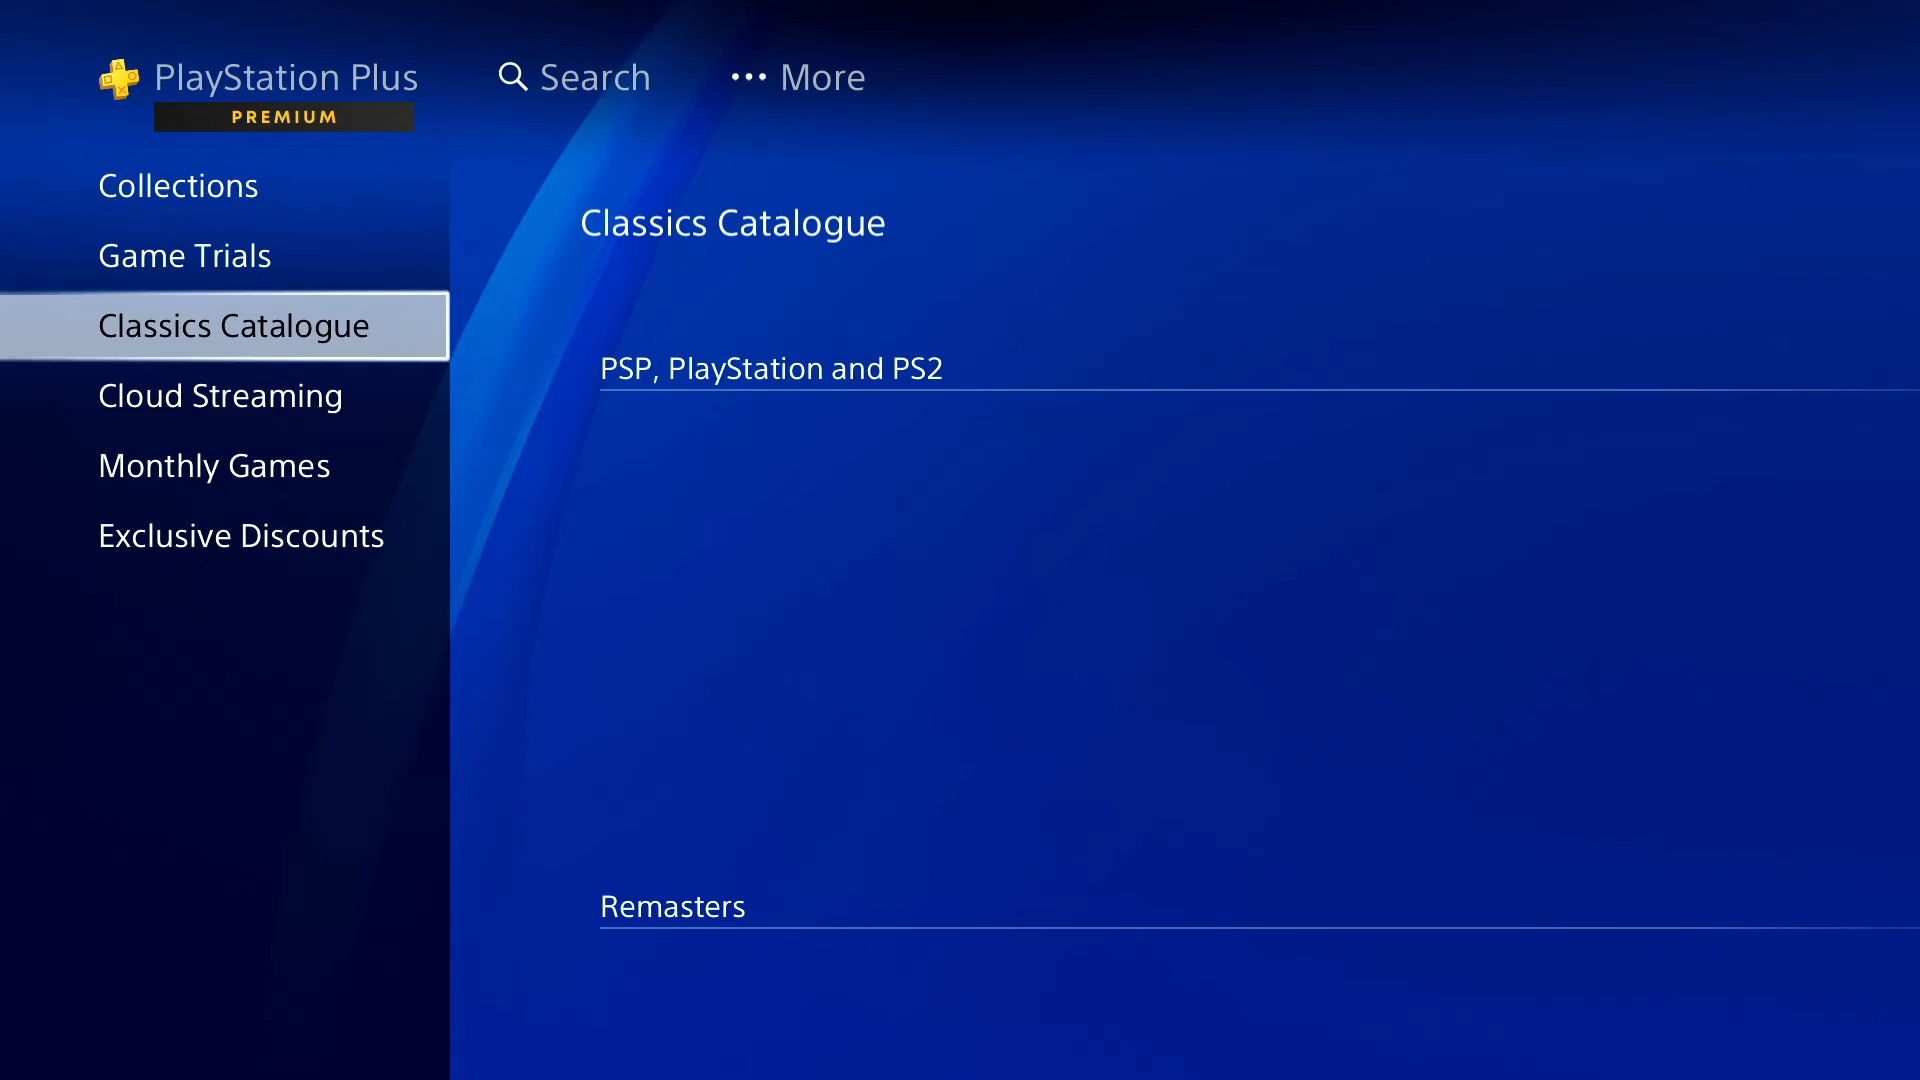 PlayStation Plus
PREMIUM
Search
More
Collections
Game Trials
Classics Catalogue
Cloud Streaming
Monthly Games
Exclusive Discounts
Classics Catalogue
PSP, PlayStation and PS2
Remasters